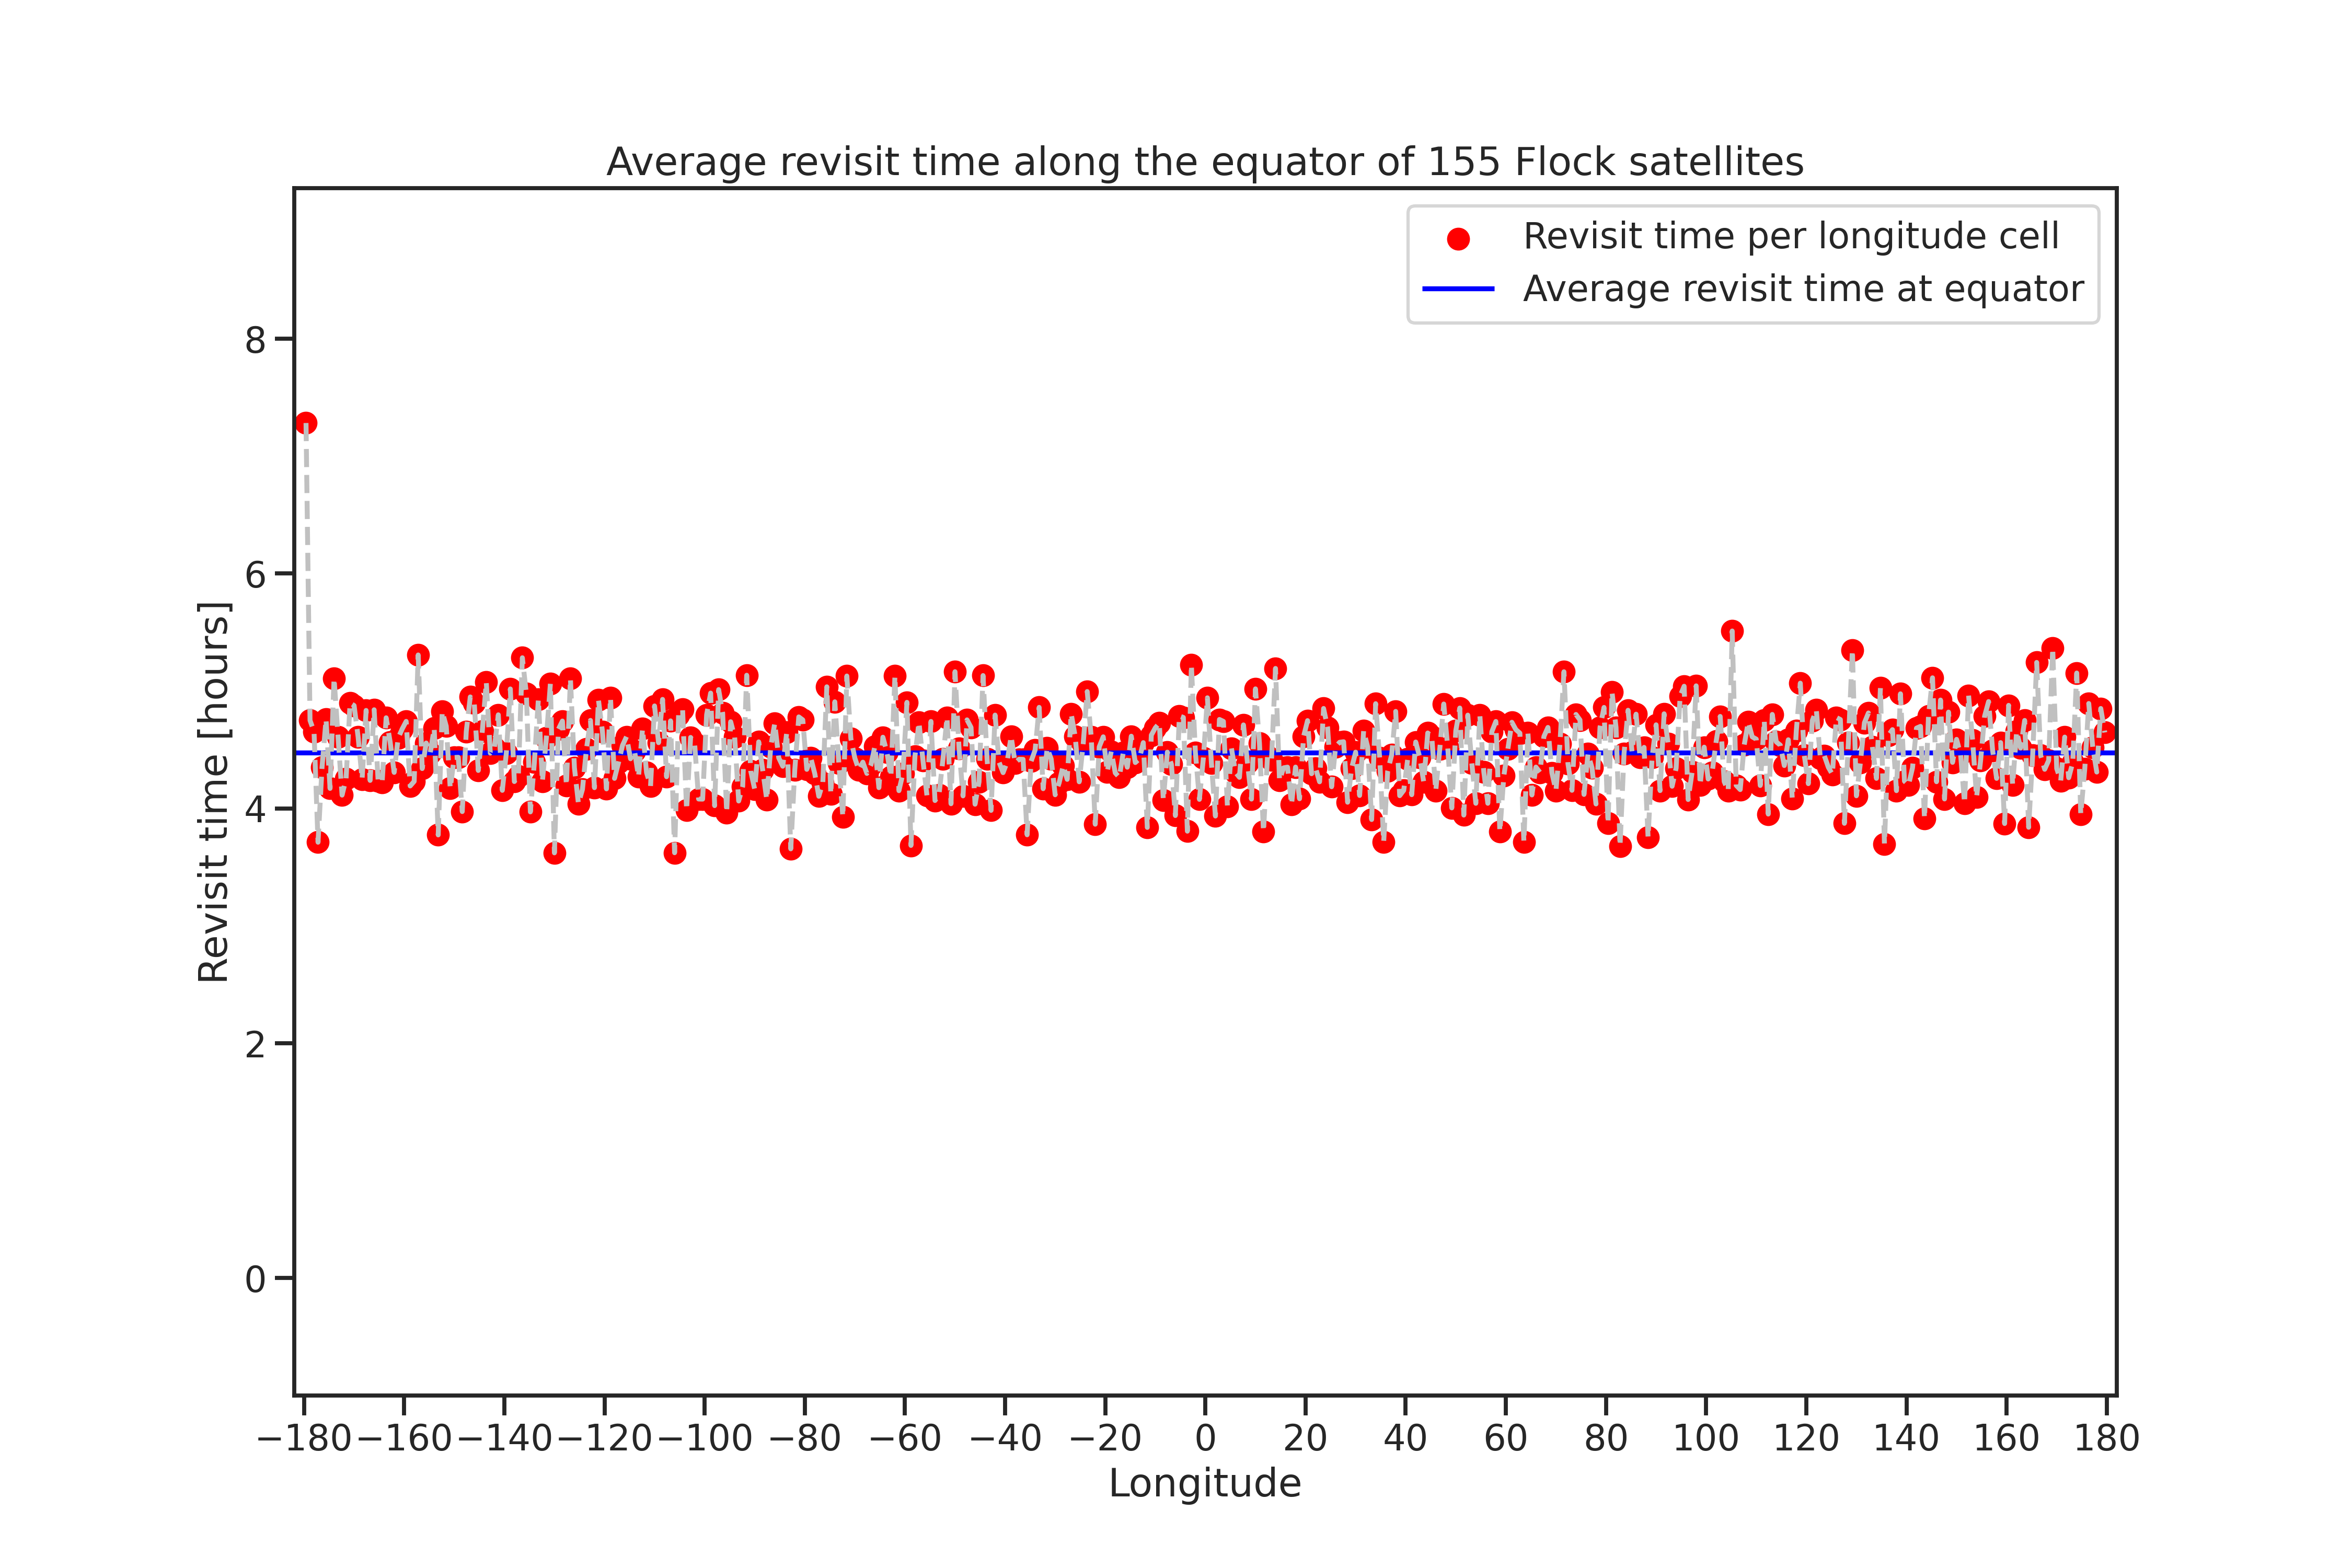 Average revisit time along the equator of 155 Flock satellites
Revisit time per longitude cell
Average revisit time at equator
8
6
4
2
0
Revisit time [hours]
−180 −160 −140 −120 −100 −80 −60 −40 −20 0 20 40 60 80 100 120 140 160 180
Longitude